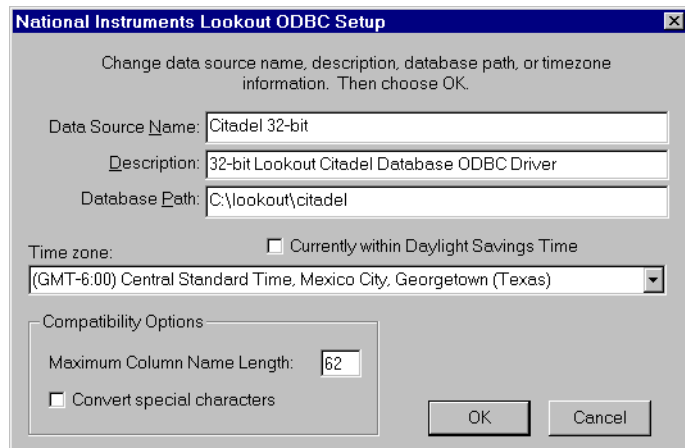 National Instruments Lookout ODBC Setup
Change data source name, description, database path, or timezone
information. Then choose OK.
Data Source Name: Citadel 32-bit
Description: 32-bit Lookout Citadel Database ODBC Driver
Database Path: C:\lookout\citadel
Time zone: Currently within Daylight Savings Time
(GMT-6:00) Central Standard Time, Mexico City, Georgetown (Texas)
Compatibility Options
Maximum Column Name Length: 62
Convert special characters
OK Cancel